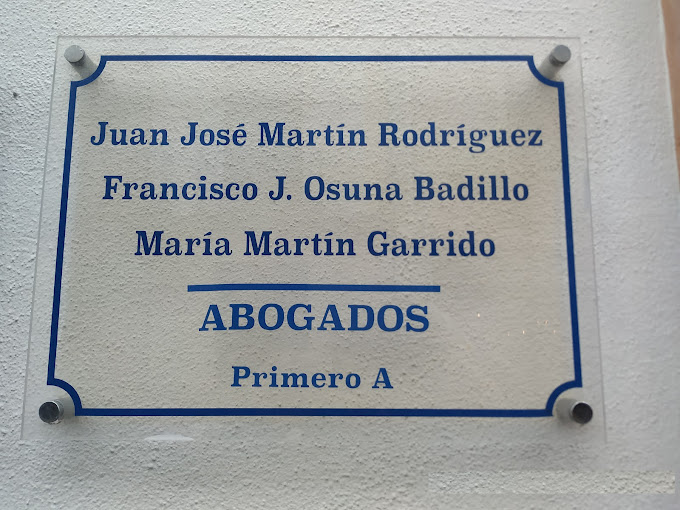 Juan José Martín Rodríguez
Francisco J. Osuna Badillo
María Martín Garrido
ABOGADOS
Primero A